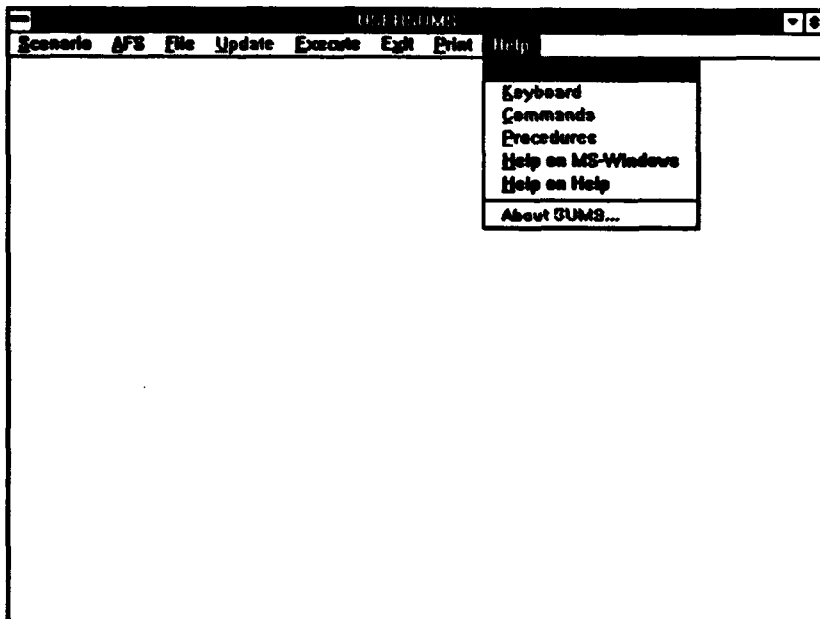 USERSUMS
Scenario AFS File Update Execute Exit Print Help
Keyboard
Commands
Procedures
Help on MS-Windows
Help on Help
About SUMS...